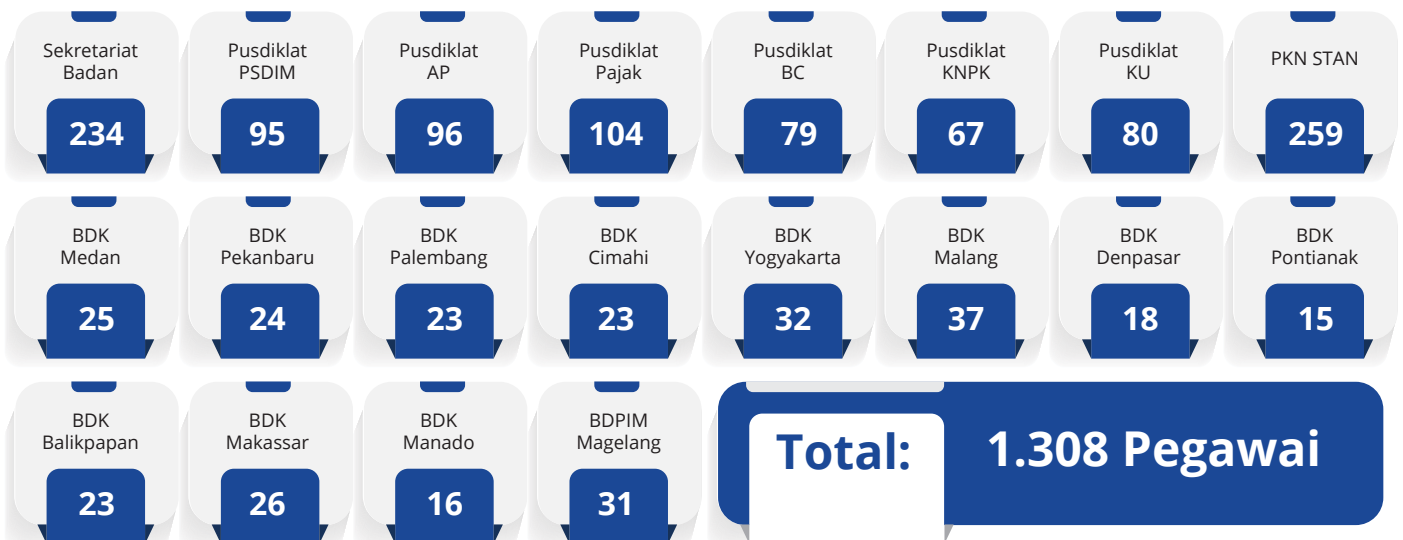 Sekretariat
Badan
234
Pusdiklat
PSDIM
95
Pusdiklat
AP
96
Pusdiklat
Pajak
104
Pusdiklat
BC
79
Pusdiklat
KNPK
67
Pusdiklat
KU
80
PKN STAN
259
BDK
Medan
25
BDK
Pekanbaru
24
BDK
Palembang
23
BDK
Cimahi
23
BDK
Yogyakarta
32
BDK
Malang
37
BDK
Denpasar
18
BDK
Pontianak
15
BDK
Balikpapan
23
BDK
Makassar
26
BDK
Manado
16
BDPIM
Magelang
31
Total:
1.308 Pegawai